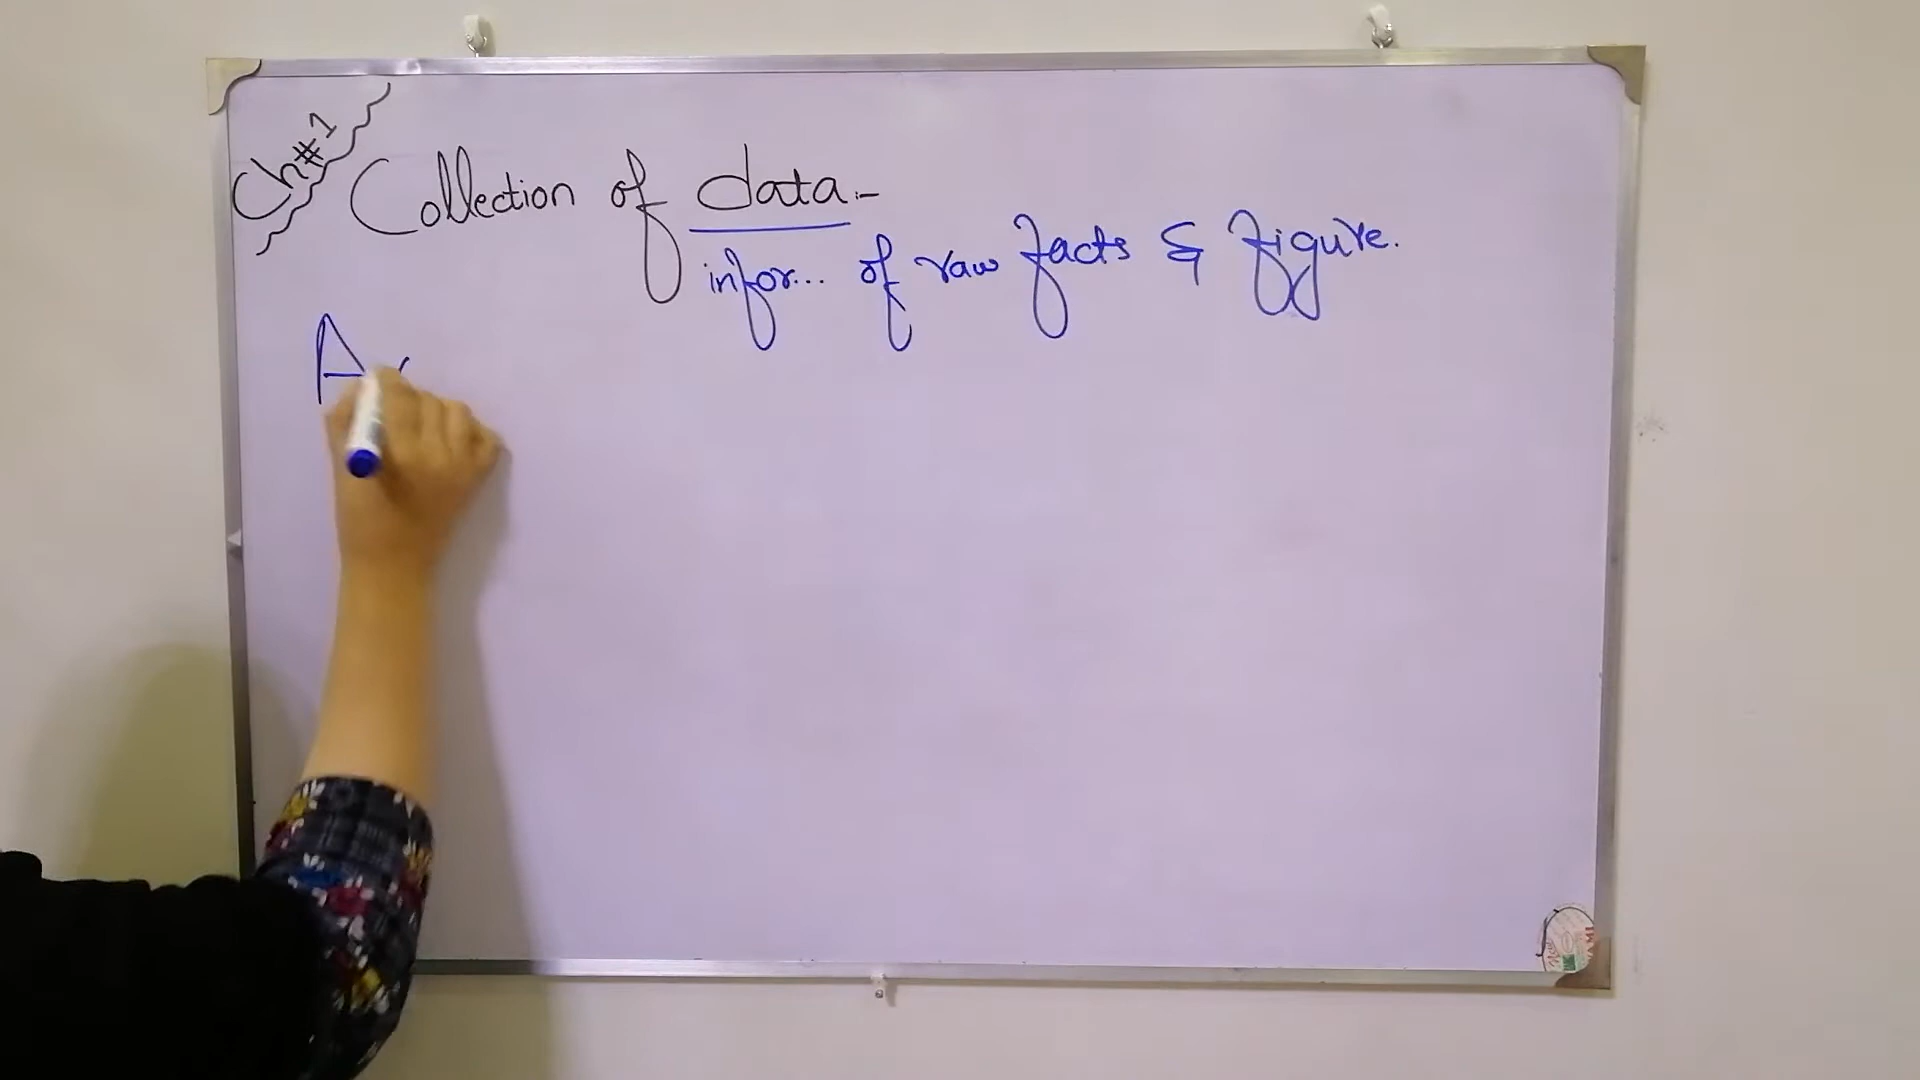 Ch#1
Collection of data:-
infor... of raw facts & figure.
A